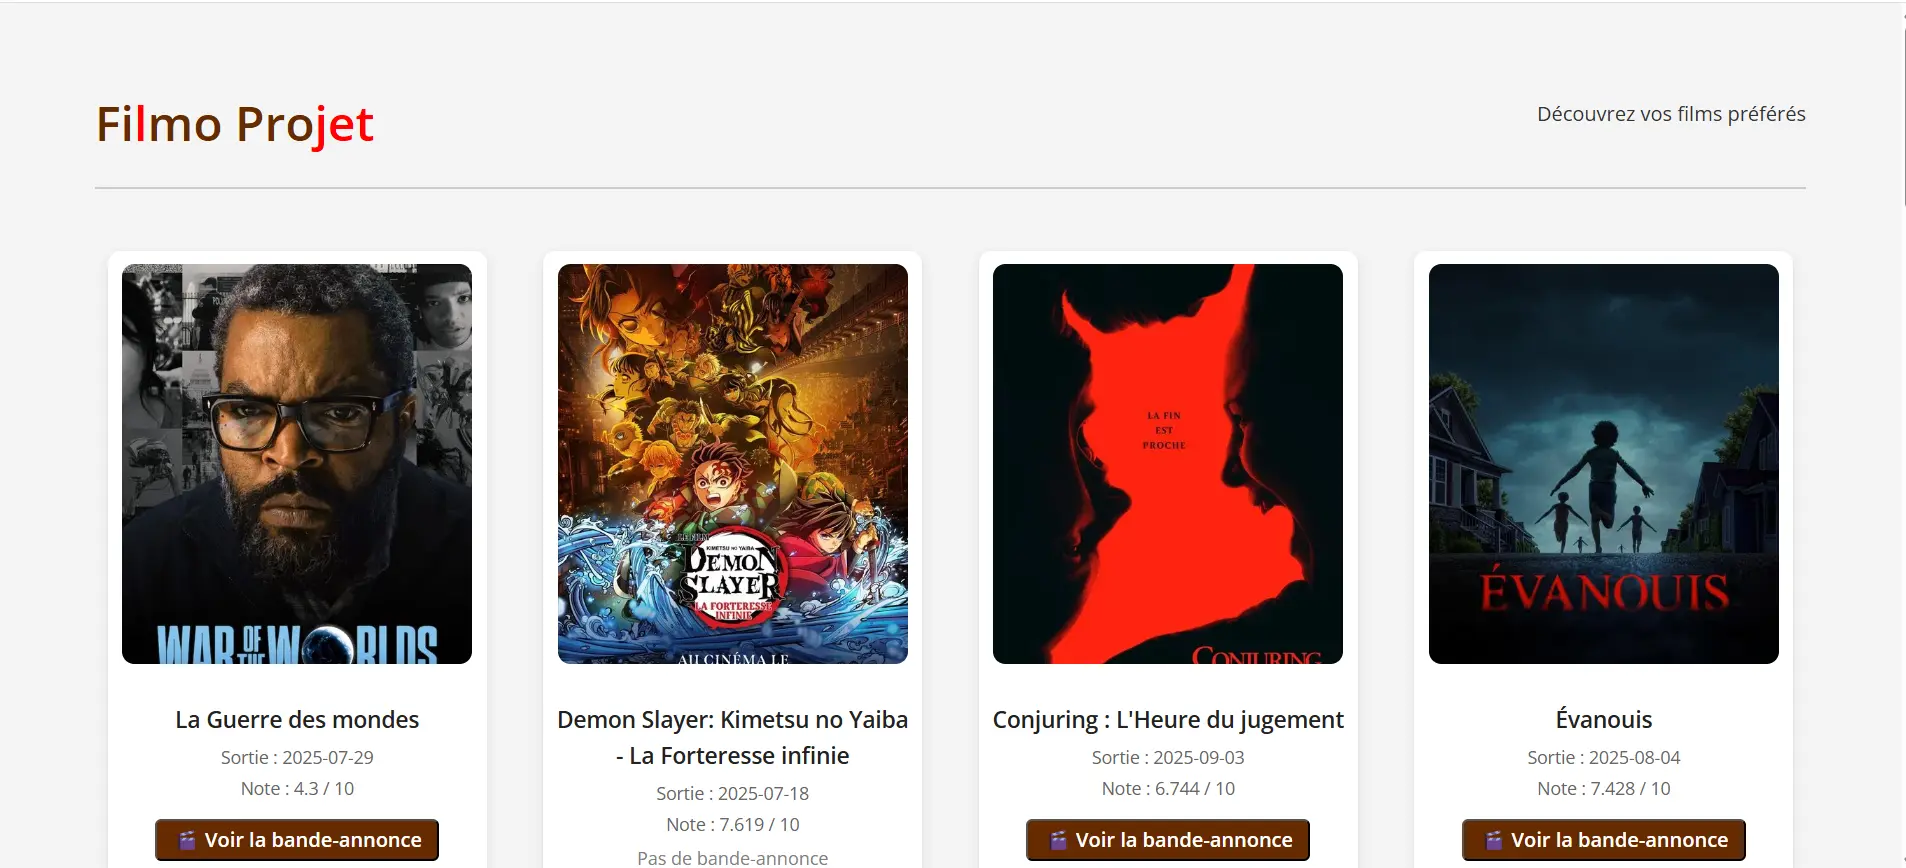 Filmo Projet
Découvrez vos films préférés
WAR OF THE WORLDS
LE FILM
KIMETSU NO YAIBA
DEMON
SLAYER
LA FORTERESSE
INFINIE
AU CINÉMA LE
LA FIN
EST
PROCHE
CONJURING
ÉVANOUIS
La Guerre des mondes
Sortie : 2025-07-29
Note : 4.3 / 10
Voir la bande-annonce
Demon Slayer: Kimetsu no Yaiba
- La Forteresse infinie
Sortie : 2025-07-18
Note : 7.619 / 10
Pas de bande-annonce
Conjuring : L'Heure du jugement
Sortie : 2025-09-03
Note : 6.744 / 10
Voir la bande-annonce
Évanouis
Sortie : 2025-08-04
Note : 7.428 / 10
Voir la bande-annonce